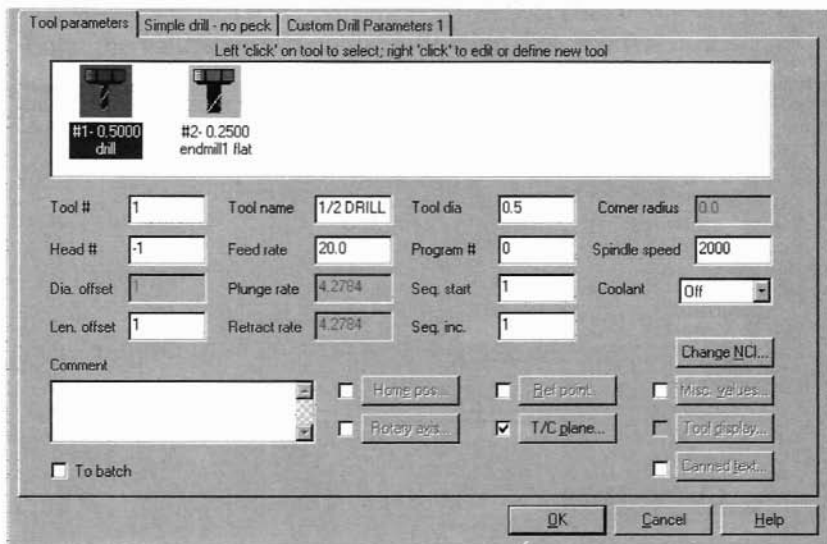 Tool parameters Simple drill - no peck Custom Drill Parameters 1
Left 'click' on tool to select; right 'click' to edit or define new tool
#1- 0.5000 #2- 0.2500
drill endmill1 flat
Tool # 1 Tool name 1/2 DRILL Tool dia 0.5 Corner radius 0.0
Head # -1 Feed rate 20.0 Program # 0 Spindle speed 2000
Dia. offset 1 Plunge rate 4.2784 Seq. start 1 Coolant Off
Len. offset 1 Retract rate 4.2784 Seq. inc. 1
Change NCI...
Comment
Home pos... Ref point... Misc. values...
Rotary axis... T/C plane... Tool display...
To batch Canned text...
OK Cancel Help